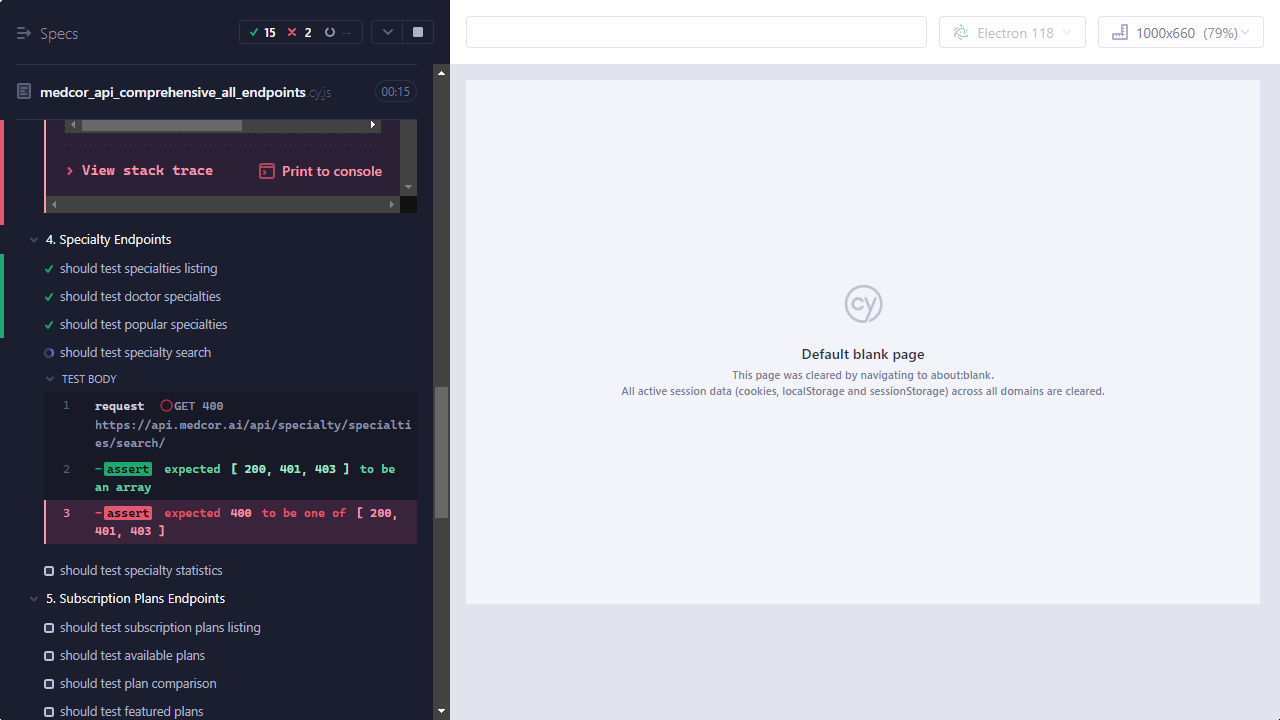 Specs
15 2 --
medcor_api_comprehensive_all_endpoints.cy.js 00:15
View stack trace
Print to console
4. Specialty Endpoints
should test specialties listing
should test doctor specialties
should test popular specialties
should test specialty search
TEST BODY
1 request GET 400
https://api.medcor.ai/api/specialty/specialti
es/search/
2 -assert expected [ 200, 401, 403 ] to be
an array
3 -assert expected 400 to be one of [ 200,
401, 403 ]
should test specialty statistics
5. Subscription Plans Endpoints
should test subscription plans listing
should test available plans
should test plan comparison
should test featured plans
Electron 118
1000x660 (79%)
cy
Default blank page
This page was cleared by navigating to about:blank.
All active session data (cookies, localStorage and sessionStorage) across all domains are cleared.